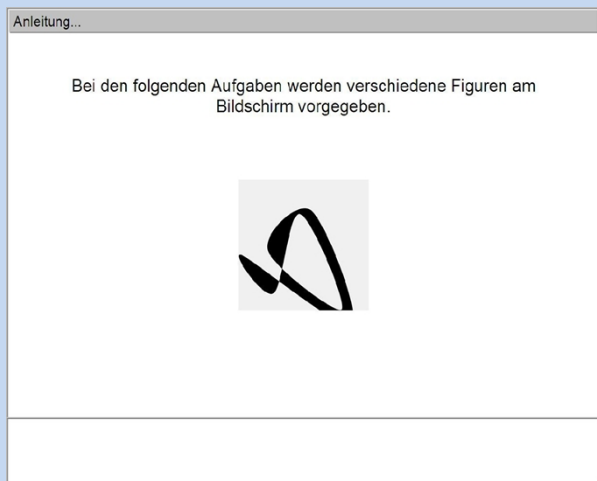 Anleitung...
Bei den folgenden Aufgaben werden verschiedene Figuren am
Bildschirm vorgegeben.